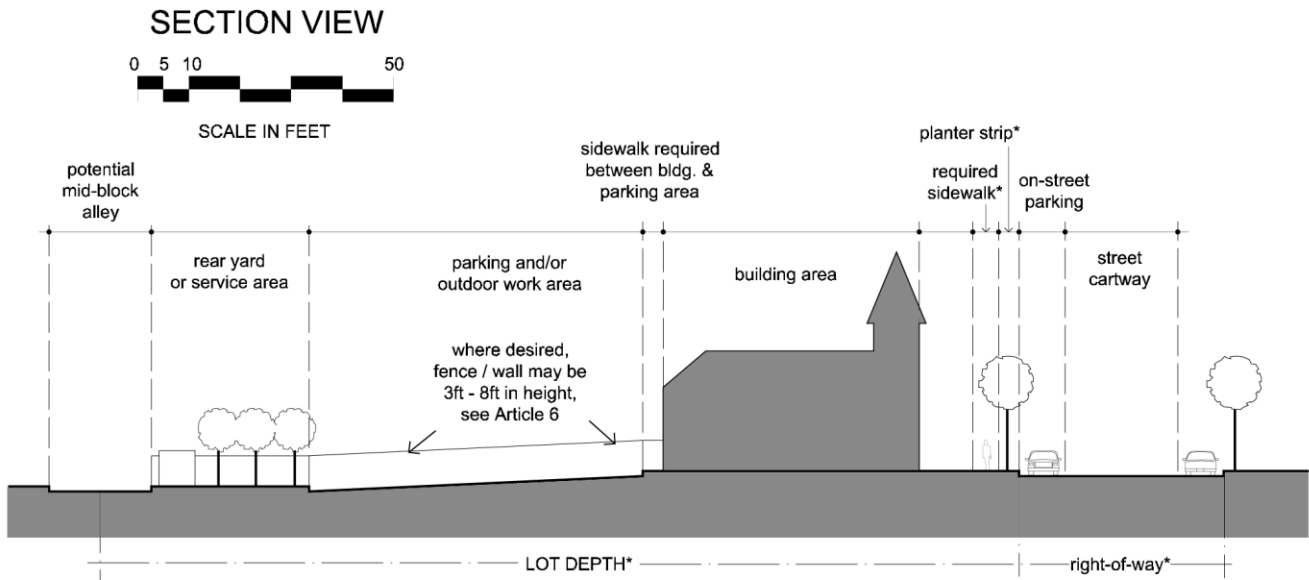 SECTION VIEW
0 5 10 50
SCALE IN FEET
potential
mid-block
alley
sidewalk required
between bldg. &
parking area
planter strip*
required
sidewalk*
on-street
parking
rear yard
or service area
parking and/or
outdoor work area
building area
street
cartway
where desired,
fence / wall may be
3ft - 8ft in height,
see Article 6
LOT DEPTH*
right-of-way*